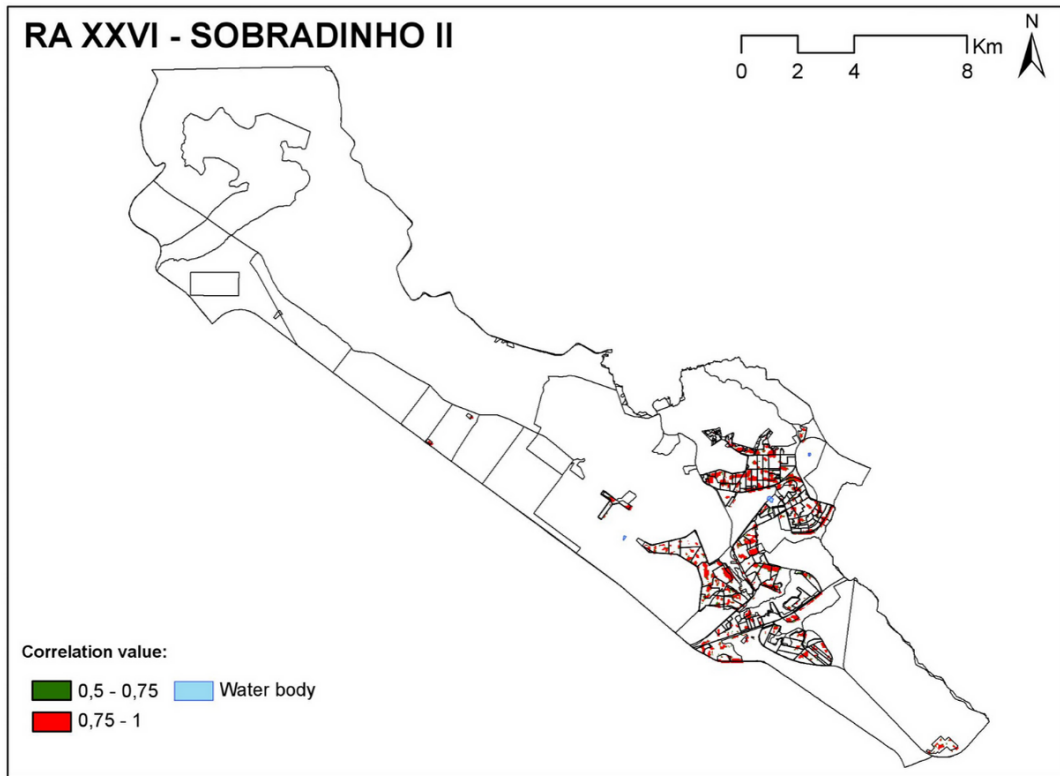 RA XXVI - SOBRADINHO II
N
Km
0 2 4 8
Correlation value:
0,5 - 0,75 Water body
0,75 - 1